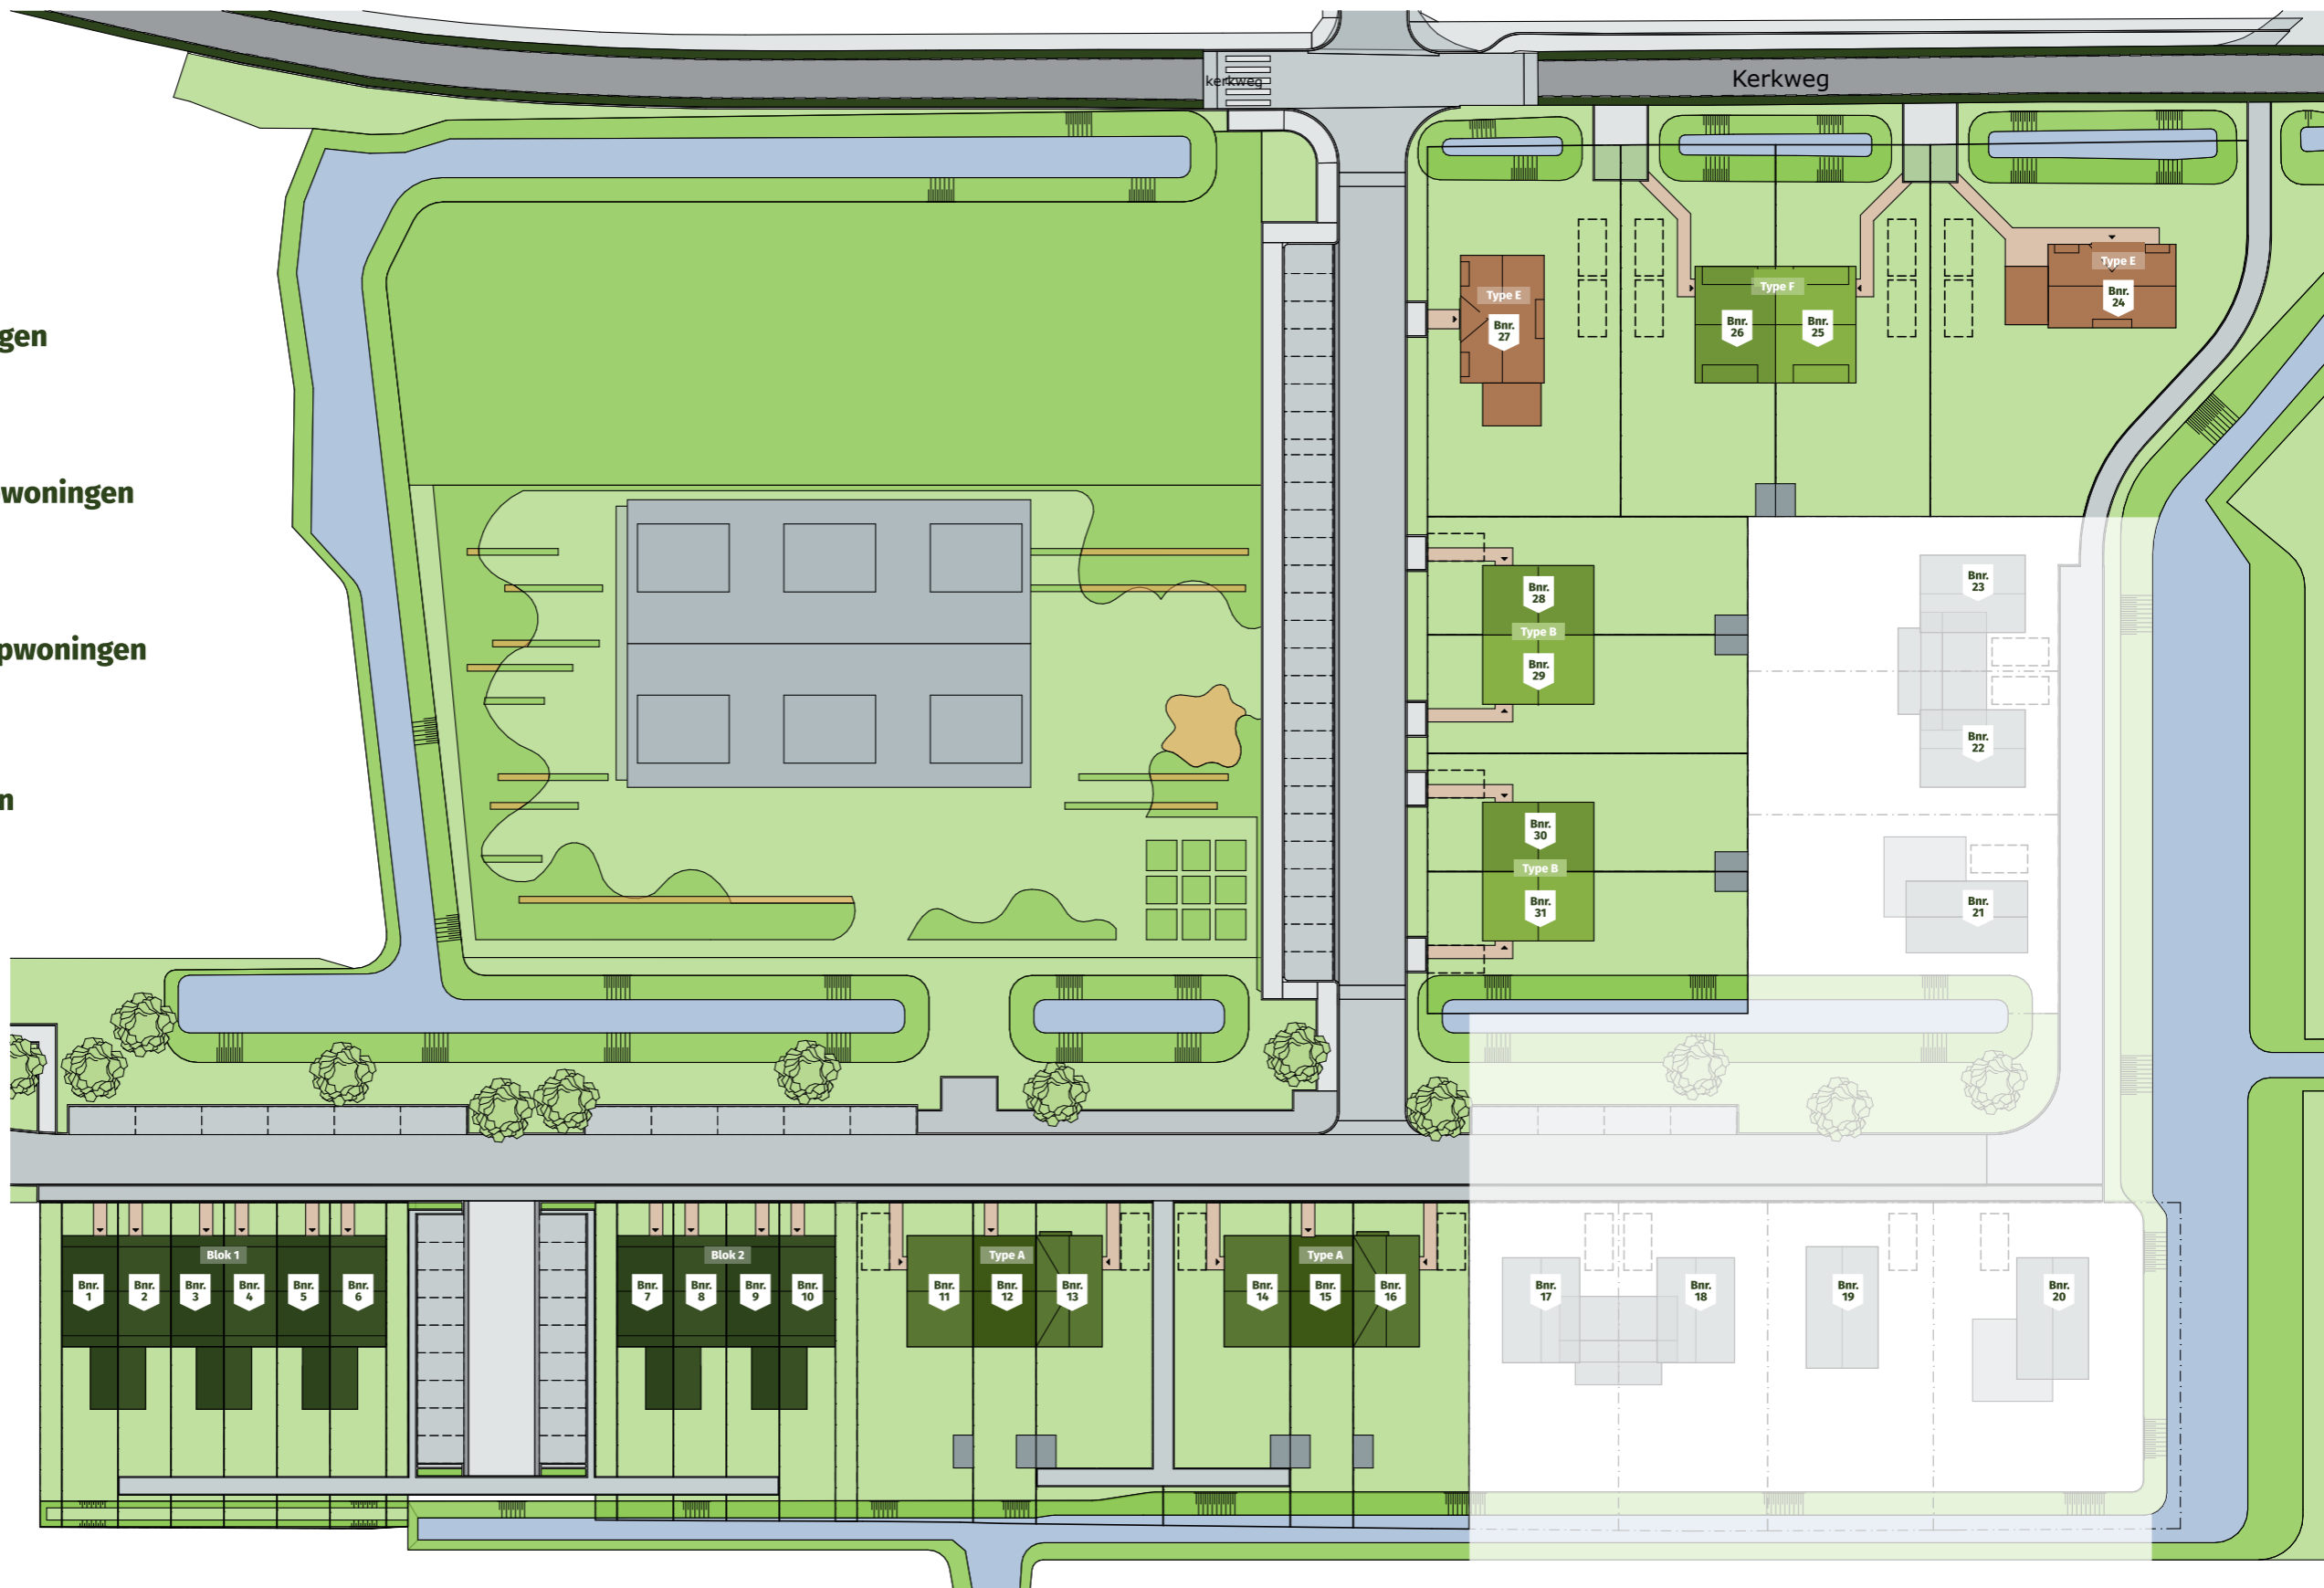 kerkweg
Kerkweg
gen
woningen
pwoningen
n
Type E
Bnr.
27
Type F
Bnr.
26
Bnr.
25
Type E
Bnr.
24
Bnr.
28
Type B
Bnr.
29
Bnr.
30
Type B
Bnr.
31
Bnr.
23
Bnr.
22
Bnr.
21
Blok 1
Bnr.
1
Bnr.
2
Bnr.
3
Bnr.
4
Bnr.
5
Bnr.
6
Blok 2
Bnr.
7
Bnr.
8
Bnr.
9
Bnr.
10
Type A
Bnr.
11
Bnr.
12
Bnr.
13
Type A
Bnr.
14
Bnr.
15
Bnr.
16
Bnr.
17
Bnr.
18
Bnr.
19
Bnr.
20